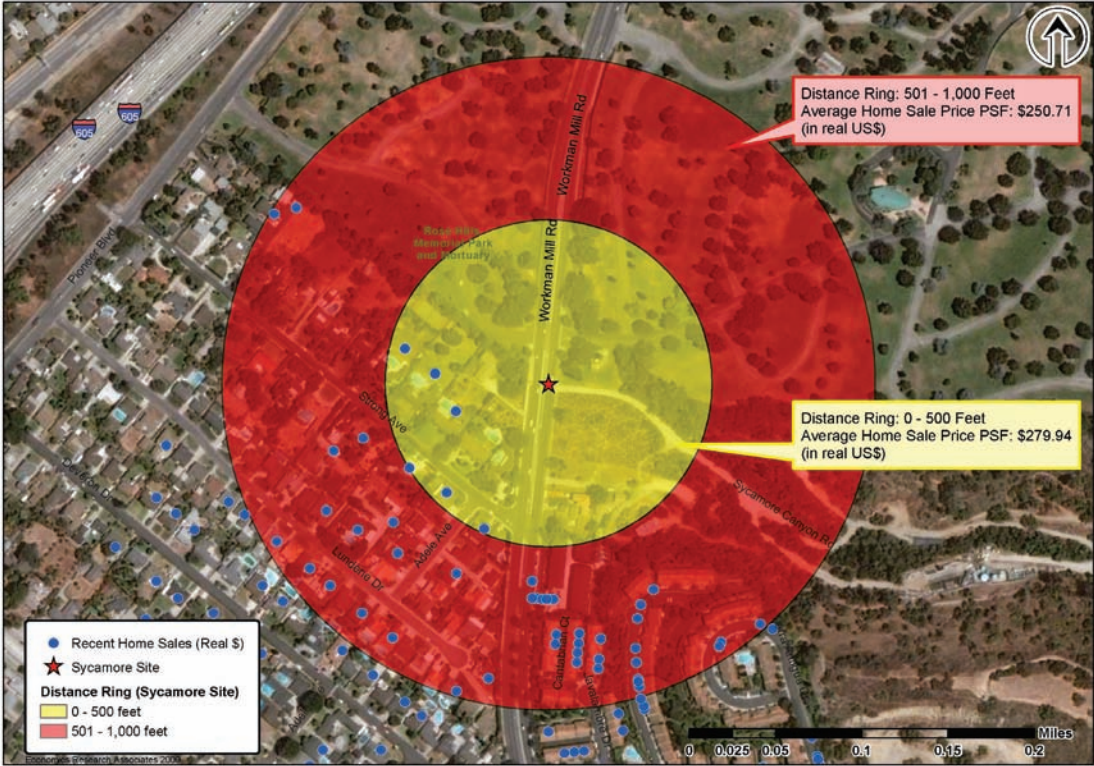 605
605
Distance Ring: 501 - 1,000 Feet
Average Home Sale Price PSF: $250.71
(in real US$)
Workman Mill Rd
Pioneer Blvd
Rose Hills
Memorial Park
and Mortuary
Workman Mill Rd
Strong Ave
Distance Ring: 0 - 500 Feet
Average Home Sale Price PSF: $279.94
(in real US$)
Sycamore Canyon Rd
Adele Ave
Recent Home Sales (Real $)
Sycamore Site
Distance Ring (Sycamore Site)
0 - 500 feet
501 - 1,000 feet
Economics Research Associates
Miles
0 0.025 0.05 0.1 0.15 0.2